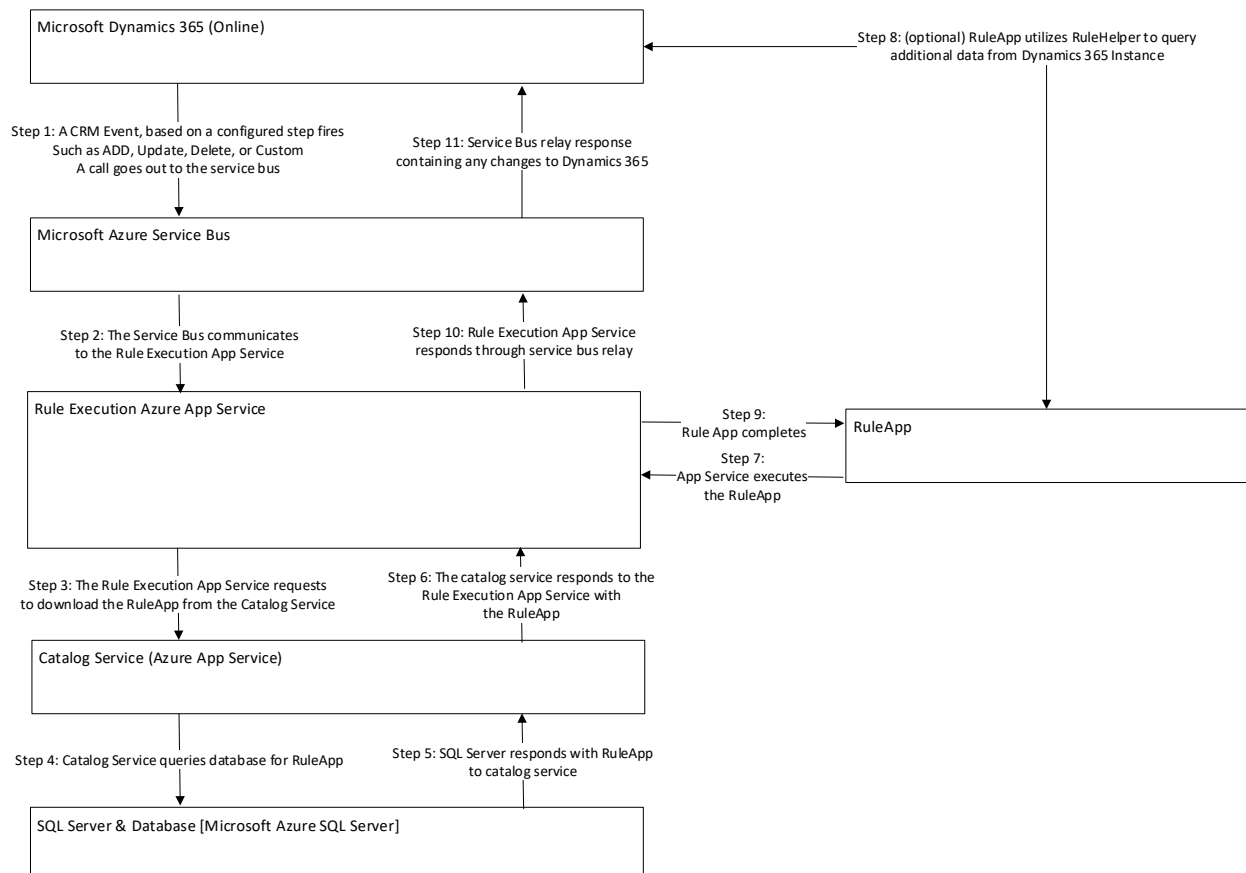 Microsoft Dynamics 365 (Online)
Step 8: (optional) RuleApp utilizes RuleHelper to query
additional data from Dynamics 365 Instance
Step 1: A CRM Event, based on a configured step fires
Such as ADD, Update, Delete, or Custom
A call goes out to the service bus
Step 11: Service Bus relay response
containing any changes to Dynamics 365
Microsoft Azure Service Bus
Step 2: The Service Bus communicates
to the Rule Execution App Service
Step 10: Rule Execution App Service
responds through service bus relay
Rule Execution Azure App Service
Step 9:
Rule App completes
RuleApp
Step 7:
App Service executes
the RuleApp
Step 3: The Rule Execution App Service requests
to download the RuleApp from the Catalog Service
Step 6: The catalog service responds to the
Rule Execution App Service with
the RuleApp
Catalog Service (Azure App Service)
Step 4: Catalog Service queries database for RuleApp
Step 5: SQL Server responds with RuleApp
to catalog service
SQL Server & Database [Microsoft Azure SQL Server]